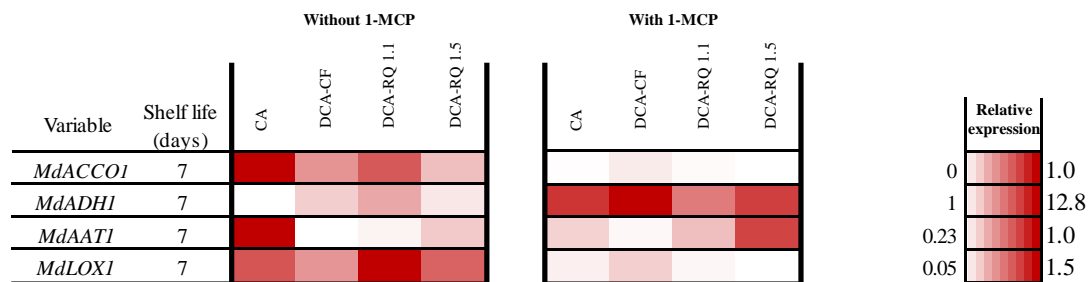 Without 1-MCP
With 1-MCP
Variable
Shelf life
(days)
CA
DCA-CF
DCA-RQ 1.1
DCA-RQ 1.5
CA
DCA-CF
DCA-RQ 1.1
DCA-RQ 1.5
Relative
expression
MdACCO1 7 0 1.0
MdADH1 7 1 12.8
MdAAT1 7 0.23 1.0
MdLOX1 7 0.05 1.5